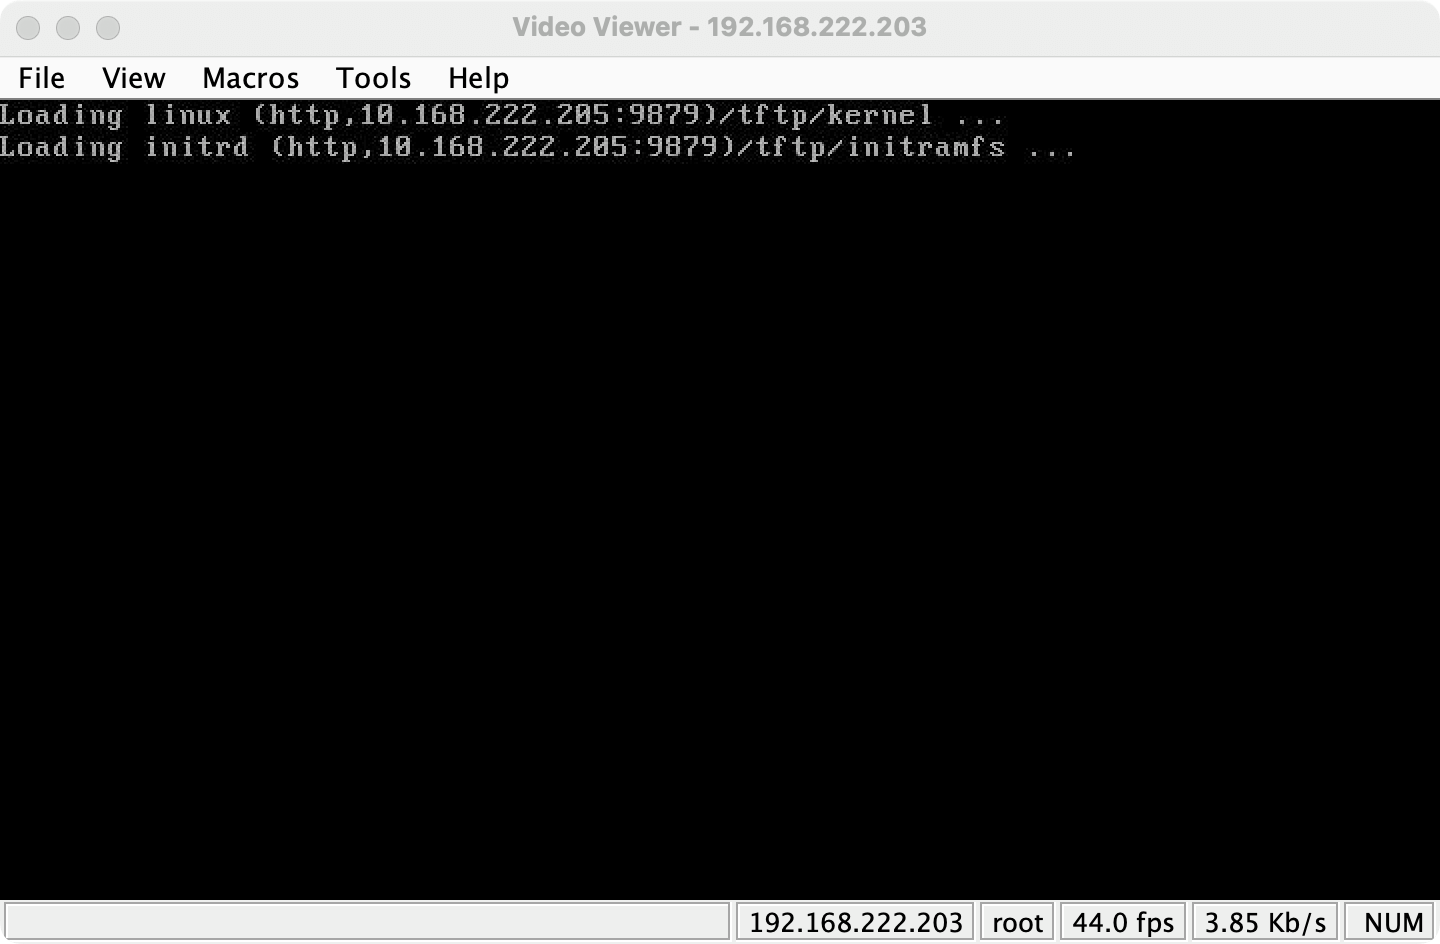 Video Viewer - 192.168.222.203
File View Macros Tools Help
Loading linux (http,10.168.222.205:9879)/tftp/kernel ...
Loading initrd (http,10.168.222.205:9879)/tftp/initramfs ...
192.168.222.203 root 44.0 fps 3.85 Kb/s NUM